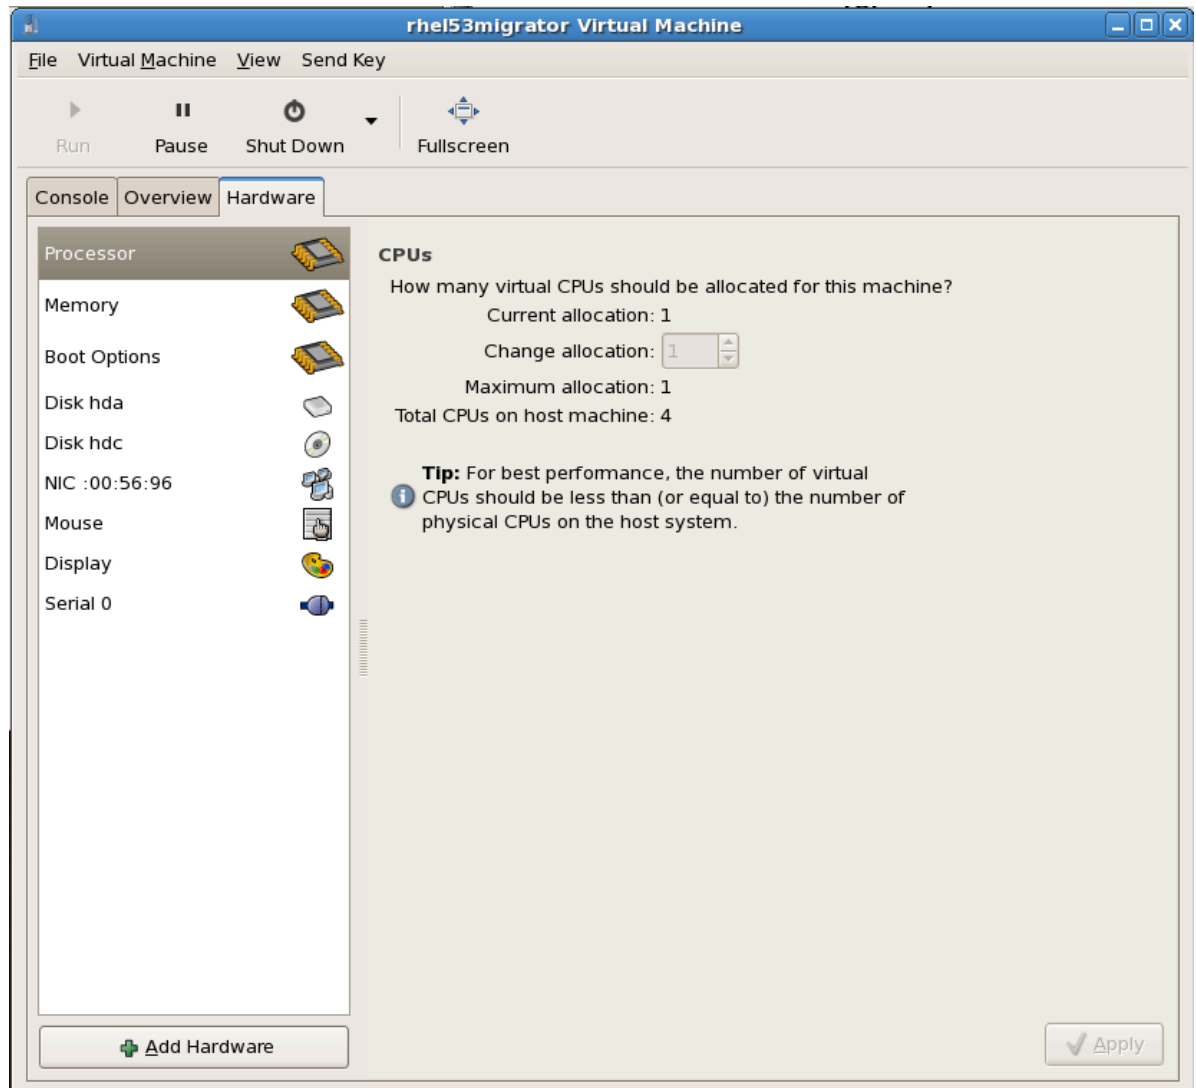 rhel53migrator Virtual Machine
File Virtual Machine View Send Key
Run Pause Shut Down Fullscreen
Console Overview Hardware
Processor
Memory
Boot Options
Disk hda
Disk hdc
NIC :00:56:96
Mouse
Display
Serial 0
Add Hardware
CPUs
How many virtual CPUs should be allocated for this machine?
Current allocation: 1
Change allocation: 1
Maximum allocation: 1
Total CPUs on host machine: 4
Tip: For best performance, the number of virtual
CPUs should be less than (or equal to) the number of
physical CPUs on the host system.
Apply